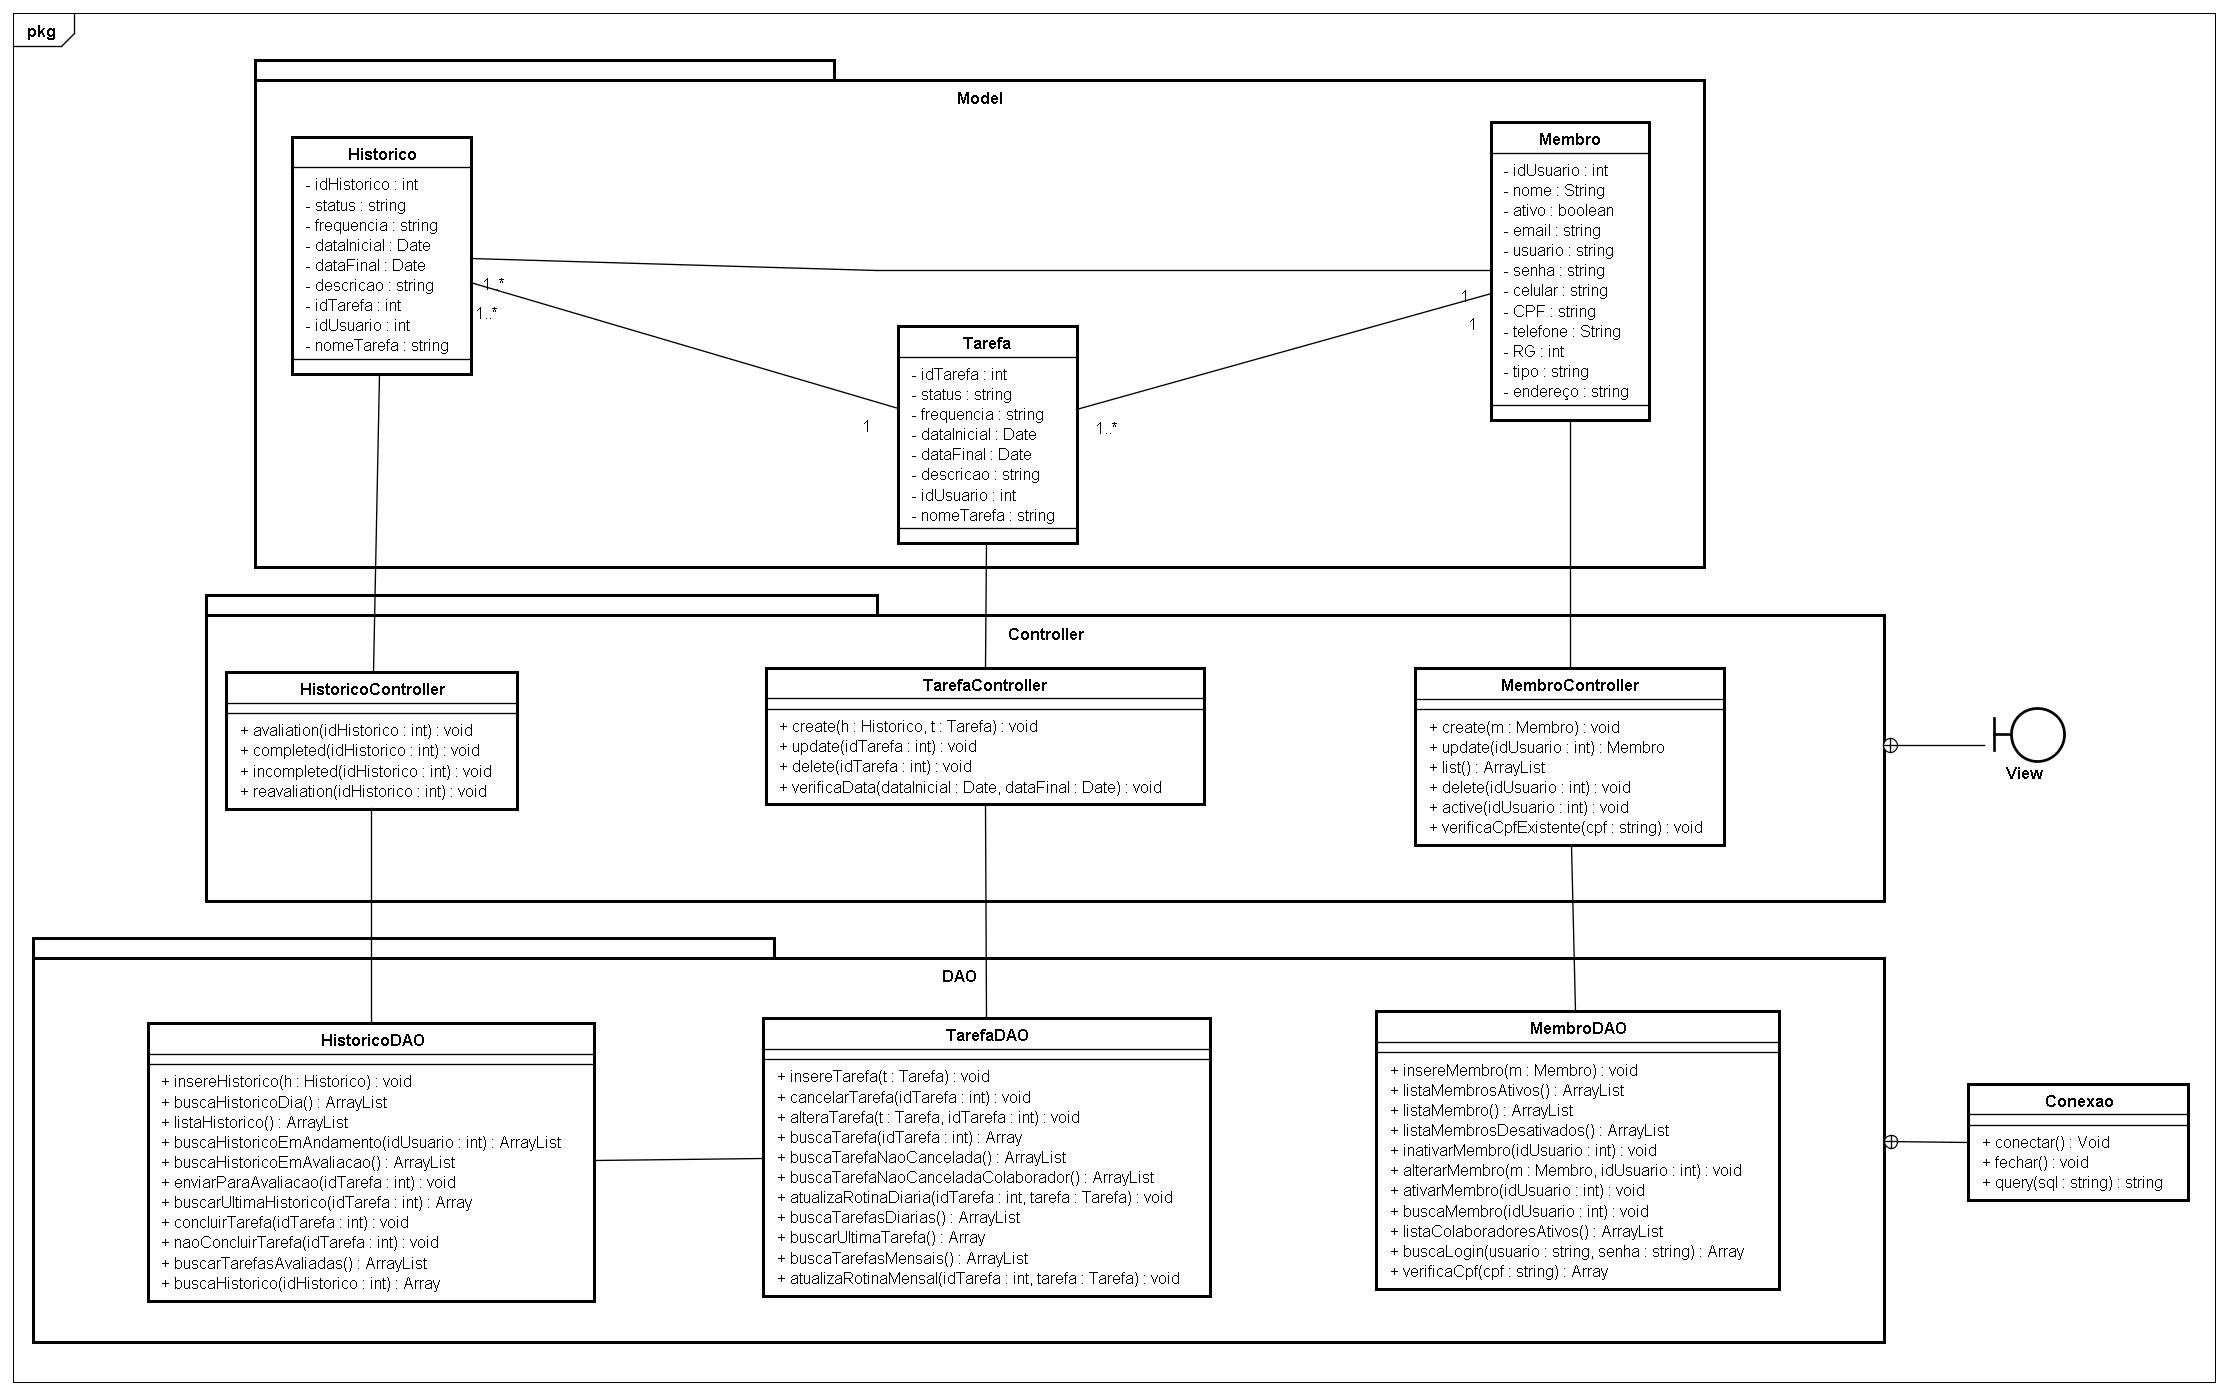 pkg
Model
Historico
- idHistorico : int
- status : string
- frequencia : string
- dataInicial : Date
- dataFinal : Date
- descricao : string
- idTarefa : int
- idUsuario : int
- nomeTarefa : string
Membro
- idUsuario : int
- nome : String
- ativo : boolean
- email : string
- usuario : string
- senha : string
- celular : string
- CPF : string
- telefone : String
- RG : int
- tipo : string
- endereço : string
1..*
1..*
1
1
Tarefa
- idTarefa : int
- status : string
- frequencia : string
- dataInicial : Date
- dataFinal : Date
- descricao : string
- idUsuario : int
- nomeTarefa : string
1
1..*
Controller
HistoricoController
+ avaliation(idHistorico : int) : void
+ completed(idHistorico : int) : void
+ incompleted(idHistorico : int) : void
+ reavaliation(idHistorico : int) : void
TarefaController
+ create(h : Historico, t : Tarefa) : void
+ update(idTarefa : int) : void
+ delete(idTarefa : int) : void
+ verificaData(dataInicial : Date, dataFinal : Date) : void
MembroController
+ create(m : Membro) : void
+ update(idUsuario : int) : Membro
+ list() : ArrayList
+ delete(idUsuario : int) : void
+ active(idUsuario : int) : void
+ verificaCpfExistente(cpf : string) : void
View
DAO
HistoricoDAO
+ insereHistorico(h : Historico) : void
+ buscaHistoricoDia() : ArrayList
+ listaHistorico() : ArrayList
+ buscaHistoricoEmAndamento(idUsuario : int) : ArrayList
+ buscaHistoricoEmAvaliacao() : ArrayList
+ enviarParaAvaliacao(idTarefa : int) : void
+ buscarUltimaHistorico(idTarefa : int) : Array
+ concluirTarefa(idTarefa : int) : void
+ naoConcluirTarefa(idTarefa : int) : void
+ buscarTarefasAvaliadas() : ArrayList
+ buscaHistorico(idHistorico : int) : Array
TarefaDAO
+ insereTarefa(t : Tarefa) : void
+ cancelarTarefa(idTarefa : int) : void
+ alteraTarefa(t : Tarefa, idTarefa : int) : void
+ buscaTarefa(idTarefa : int) : Array
+ buscaTarefaNaoCancelada() : ArrayList
+ buscaTarefaNaoCanceladaColaborador() : ArrayList
+ atualizaRotinaDiaria(idTarefa : int, tarefa : Tarefa) : void
+ buscaTarefasDiarias() : ArrayList
+ buscarUltimaTarefa() : Array
+ buscaTarefasMensais() : ArrayList
+ atualizaRotinaMensal(idTarefa : int, tarefa : Tarefa) : void
MembroDAO
+ insereMembro(m : Membro) : void
+ listaMembrosAtivos() : ArrayList
+ listaMembro() : ArrayList
+ listaMembrosDesativados() : ArrayList
+ inativarMembro(idUsuario : int) : void
+ alterarMembro(m : Membro, idUsuario : int) : void
+ ativarMembro(idUsuario : int) : void
+ buscaMembro(idUsuario : int) : void
+ listaColaboradoresAtivos() : ArrayList
+ buscaLogin(usuario : string, senha : string) : Array
+ verificaCpf(cpf : string) : Array
Conexao
+ conectar() : Void
+ fechar() : void
+ query(sql : string) : string